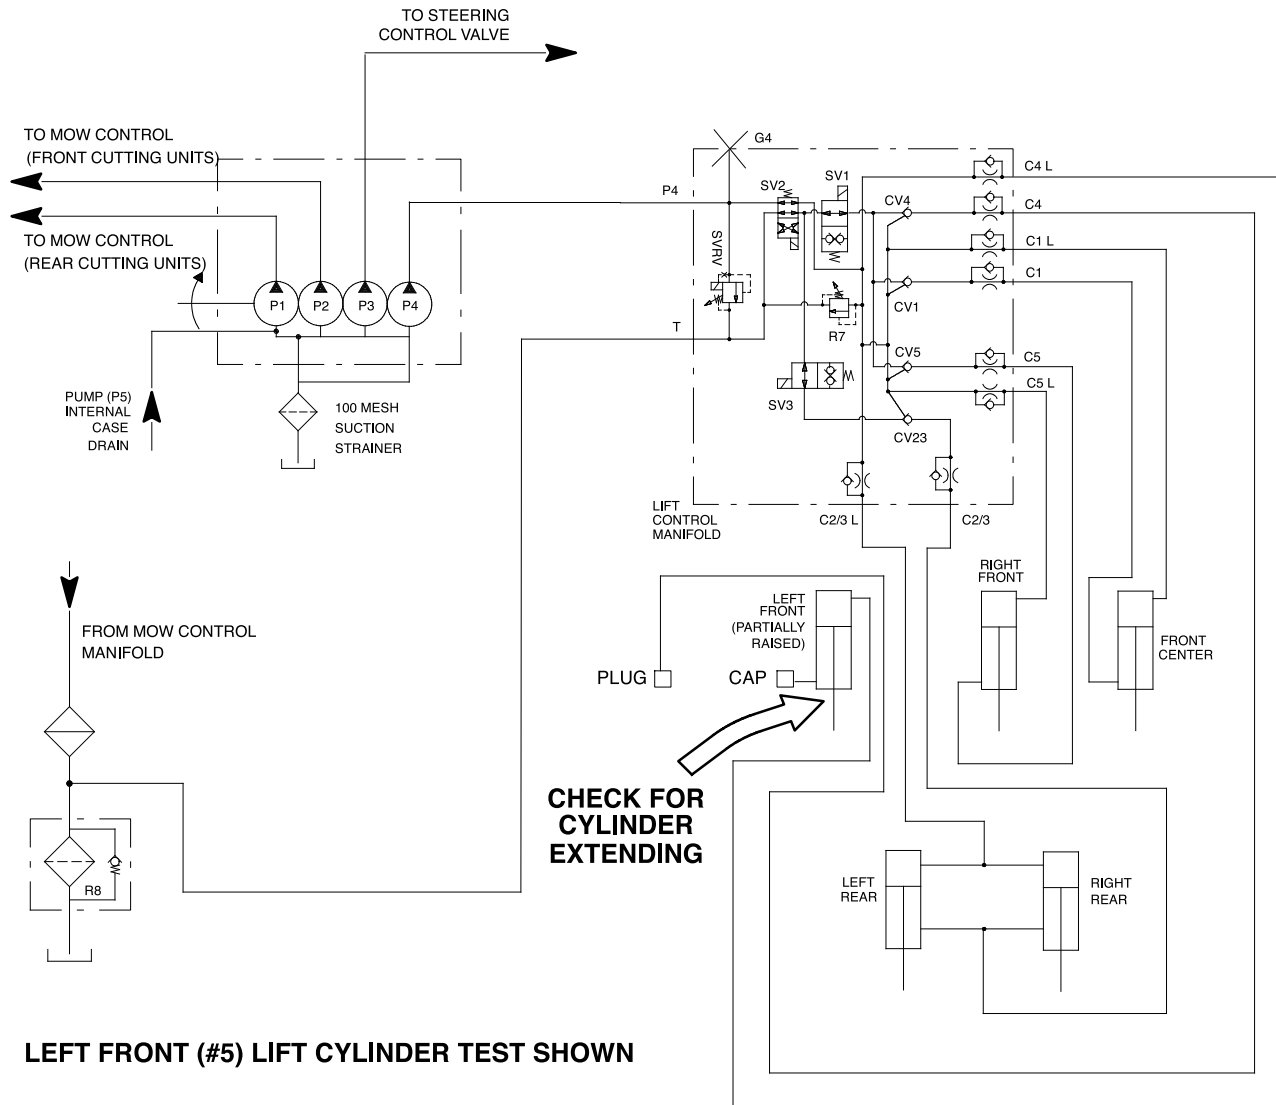 TO STEERING
CONTROL VALVE
TO MOW CONTROL
(FRONT CUTTING UNITS)
TO MOW CONTROL
(REAR CUTTING UNITS)
P1
P2
P3
P4
PUMP (P5)
INTERNAL
CASE
DRAIN
100 MESH
SUCTION
STRAINER
G4
P4
SV2
SV1
CV4
C4 L
C4
C1 L
C1
SVRV
CV1
R7
T
CV5
C5
C5 L
SV3
CV23
LIFT
CONTROL
MANIFOLD
C2/3 L
C2/3
FROM MOW CONTROL
MANIFOLD
R8
LEFT
FRONT
(PARTIALLY
RAISED)
RIGHT
FRONT
FRONT
CENTER
PLUG
CAP
CHECK FOR
CYLINDER
EXTENDING
LEFT
REAR
RIGHT
REAR
LEFT FRONT (#5) LIFT CYLINDER TEST SHOWN